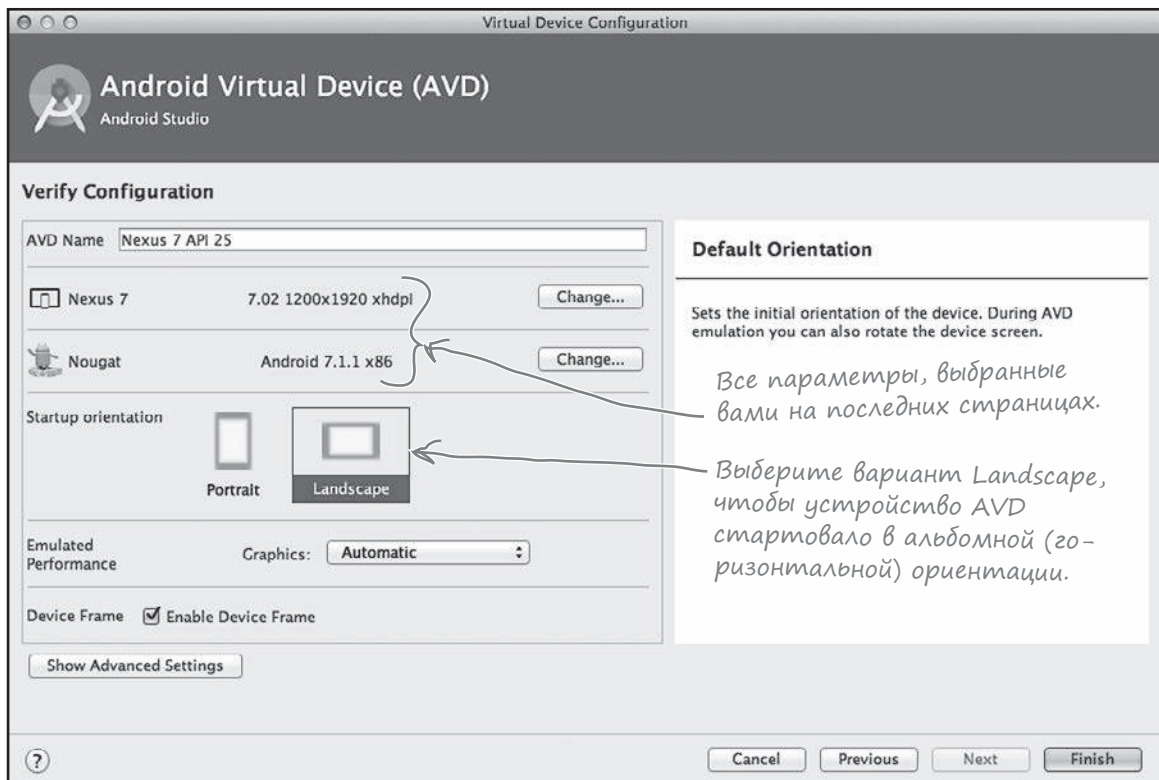 Virtual Device Configuration
Android Virtual Device (AVD)
Android Studio
Verify Configuration
AVD Name Nexus 7 API 25
Nexus 7 7.02 1200x1920 xhdpi Change...
Nougat Android 7.1.1 x86 Change...
Startup orientation
Portrait Landscape
Emulated
Performance
Graphics: Automatic
Device Frame Enable Device Frame
Show Advanced Settings
Default Orientation
Sets the initial orientation of the device. During AVD
emulation you can also rotate the device screen.
Все параметры, выбранные
вами на последних страницах.
Выберите вариант Landscape,
чтобы устройство AVD
стартовало в альбомной (го-
ризонтальной) ориентации.
? Cancel Previous Next Finish